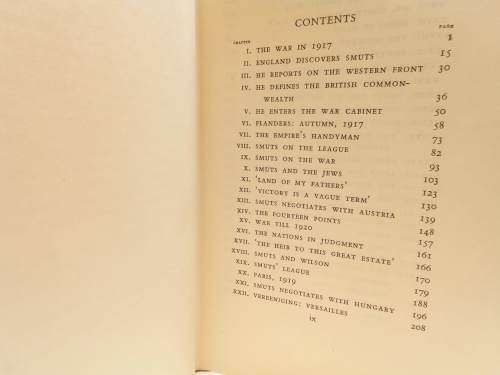 CONTENTS
CHAPTER PAGE
I. THE WAR IN 1917 1
II. ENGLAND DISCOVERS SMUTS 15
III. HE REPORTS ON THE WESTERN FRONT 30
IV. HE DEFINES THE BRITISH COMMON-
WEALTH 36
V. HE ENTERS THE WAR CABINET 50
VI. FLANDERS: AUTUMN, 1917 58
VII. THE EMPIRE'S HANDYMAN 73
VIII. SMUTS ON THE LEAGUE 82
IX. SMUTS ON THE WAR 93
X. SMUTS AND THE JEWS 103
XI. 'LAND OF MY FATHERS' 123
XII. 'VICTORY IS A VAGUE TERM' 130
XIII. SMUTS NEGOTIATES WITH AUSTRIA 139
XIV. THE FOURTEEN POINTS 148
XV. WAR TILL 1920 157
XVI. THE NATIONS IN JUDGMENT 161
XVII. 'THE HEIR TO THIS GREAT ESTATE' 166
XVIII. SMUTS AND WILSON 170
XIX. SMUTS' LEAGUE 179
XX. PARIS, 1919 188
XXI. SMUTS NEGOTIATES WITH HUNGARY 196
XXII. VEREENIGING: VERSAILLES 208
ix